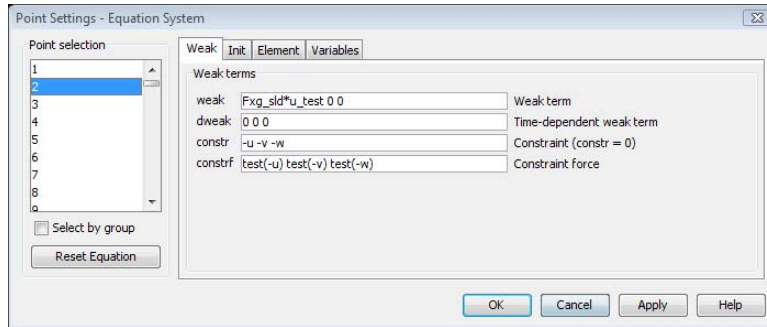 Point Settings - Equation System
Point selection
1
2
3
4
5
6
7
8
9
Select by group
Reset Equation
Weak Init Element Variables
Weak terms
weak Fxg_sld*u_test 0 0 Weak term
dweak 0 0 0 Time-dependent weak term
constr -u -v -w Constraint (constr = 0)
constrf test(-u) test(-v) test(-w) Constraint force
OK Cancel Apply Help